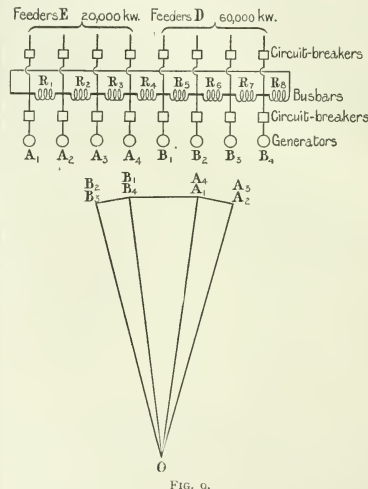 Feeders E 20,000 kw. Feeders D 60,000 kw.
Circuit-breakers
R1 R2 R3 R4 R5 R6 R7 R8
Busbars
Circuit-breakers
Generators
A1 A2 A3 A4 B1 B2 B3 B4
B2 B1 A4 A3
B3 B4 A1 A2
O
FIG. 9.